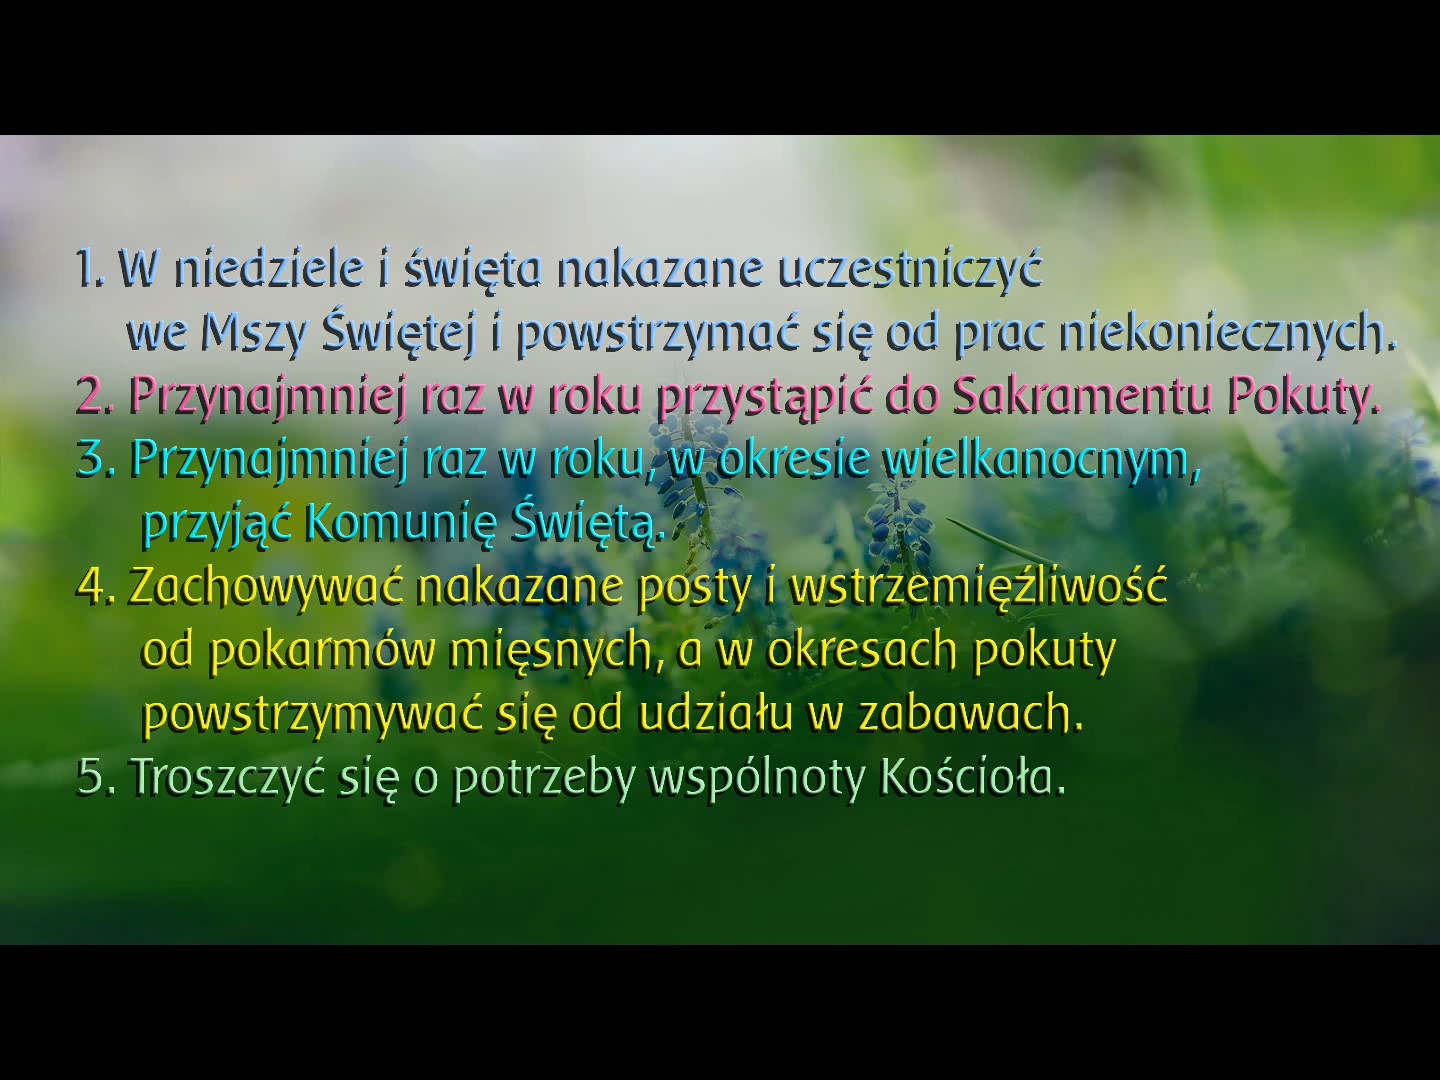 1. W niedziele i święta nakazane uczestniczyć
we Mszy Świętej i powstrzymać się od prac niekoniecznych.
2. Przynajmniej raz w roku przystąpić do Sakramentu Pokuty.
3. Przynajmniej raz w roku, w okresie wielkanocnym,
przyjąć Komunię Świętą.
4. Zachowywać nakazane posty i wstrzemięźliwość
od pokarmów mięsnych, a w okresach pokuty
powstrzymywać się od udziału w zabawach.
5. Troszczyć się o potrzeby wspólnoty Kościoła.